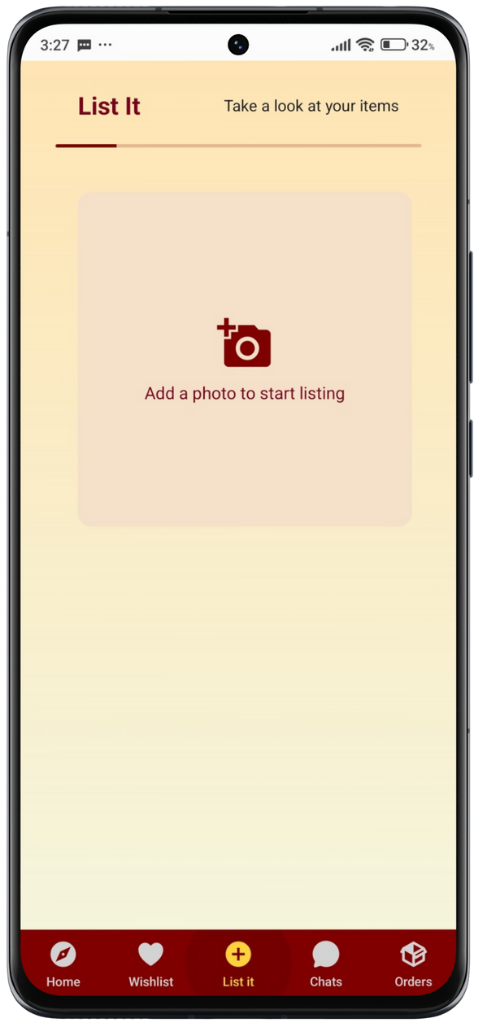 3:27 32%
List It Take a look at your items
Add a photo to start listing
Home Wishlist List it Chats Orders